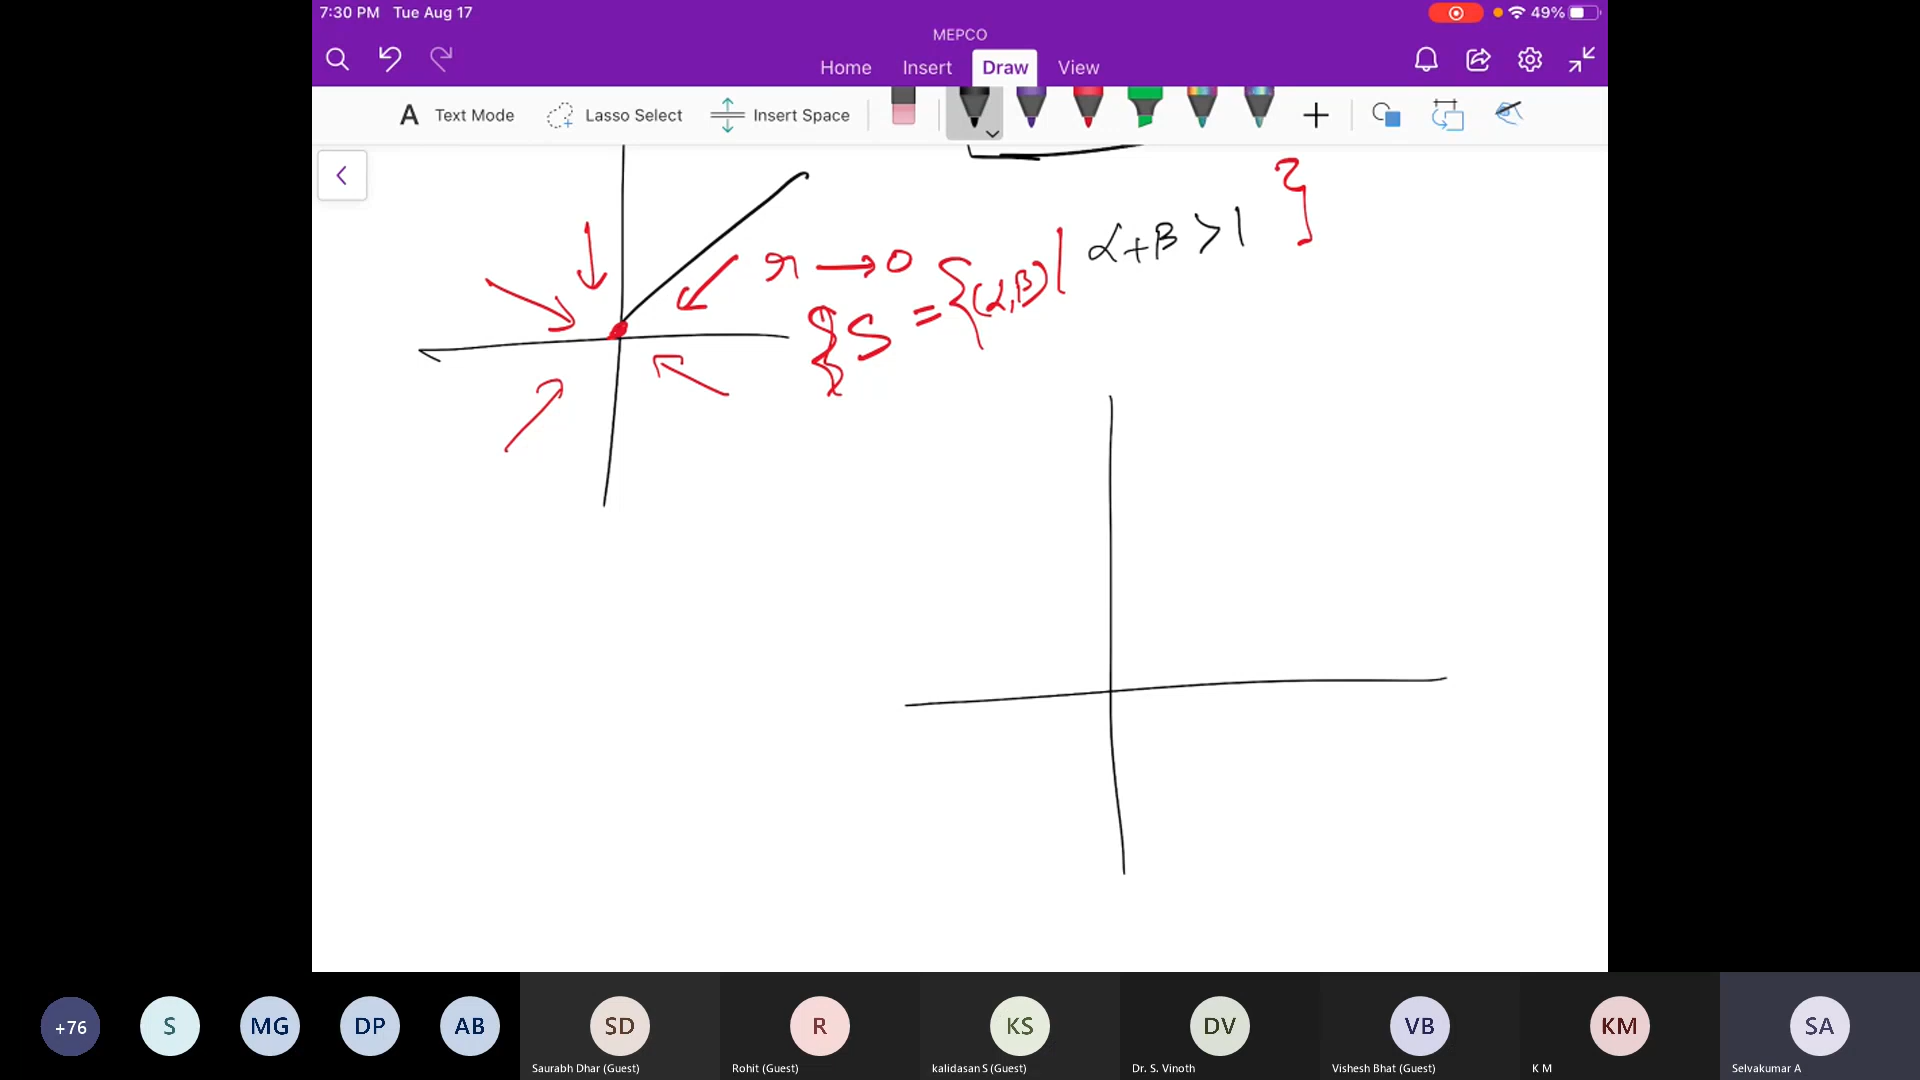 7:30 PM Tue Aug 17
49%
MEPCO
Home Insert Draw View
A Text Mode Lasso Select Insert Space
r → 0
S = {(α,β) | α+β > 1 }
+76 S MG DP AB SD R KS DV VB KM SA
Saurabh Dhar (Guest) Rohit (Guest) kalidasan S (Guest) Dr. S. Vinoth Vishesh Bhat (Guest) K M Selvakumar A